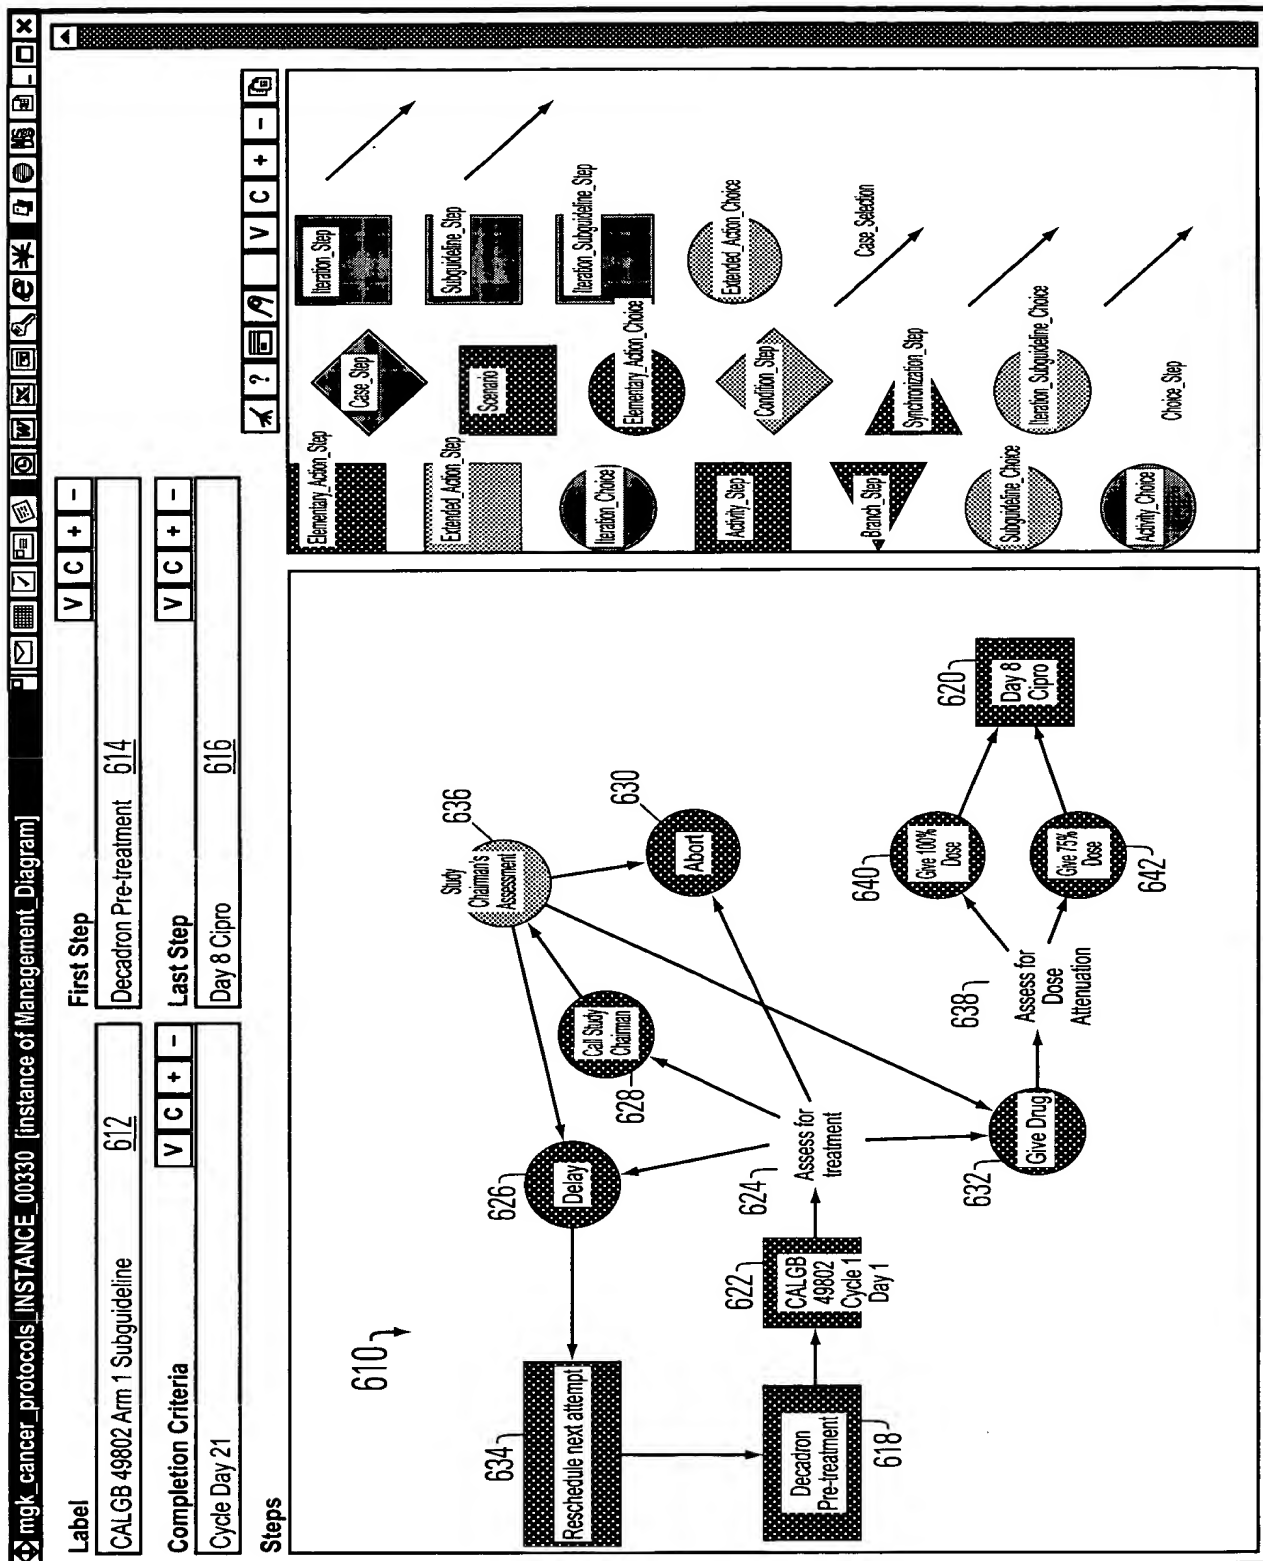 mgk_cancer_protocols_INSTANCE_00330 [instance of Management_Diagram]
Label
CALGB 49802 Arm 1 Subguideline 612
First Step
V C + -
Decadron Pre-treatment 614
Completion Criteria
V C + -
Cycle Day 21
Last Step
V C + -
Day 8 Cipro 616
Steps
? V C + -
610
634
Reschedule next attempt
626
Delay
628
Call Study
Chairman
636
Study
Chairman's
Assessment
630
Abort
618
Decadron
Pre-treatment
622
CALGB
49802
Cycle 1
Day 1
624
Assess for
treatment
632
Give Drug
638
Assess for
Dose
Attenuation
640
Give 100%
Dose
642
Give 75%
Dose
620
Day 8
Cipro
Elementary_Action_Step
Case_Step
Iteration_Step
Extended_Action_Step
Scenario
Subguideline_Step
Iteration_Choice
Elementary_Action_Choice
Iteration_Subguideline_Step
Activity_Step
Condition_Step
Extended_Action_Choice
Branch_Step
Synchronization_Step
Case_Selection
Subguideline_Choice
Iteration_Subguideline_Choice
Activity_Choice
Choice_Step